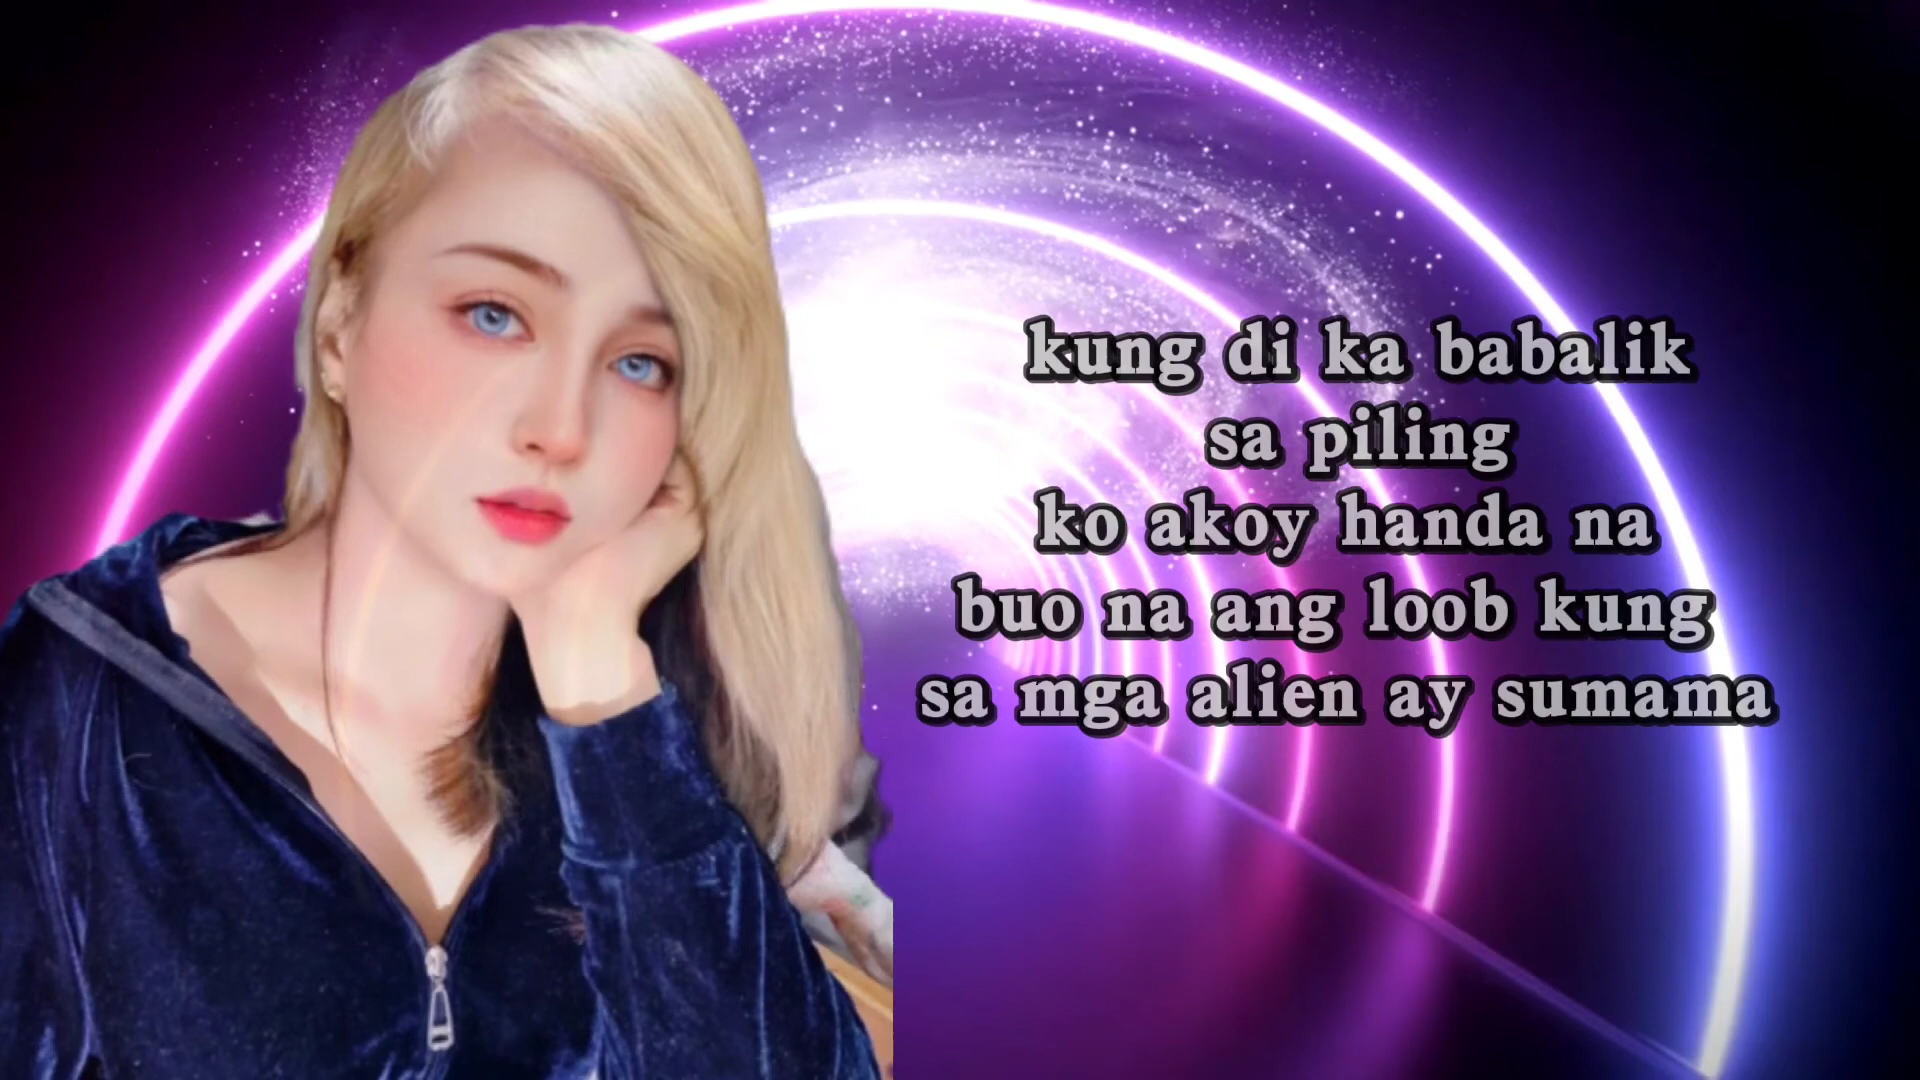 kung di ka babalik
sa piling
ko akoy handa na
buo na ang loob kung
sa mga alien ay sumama